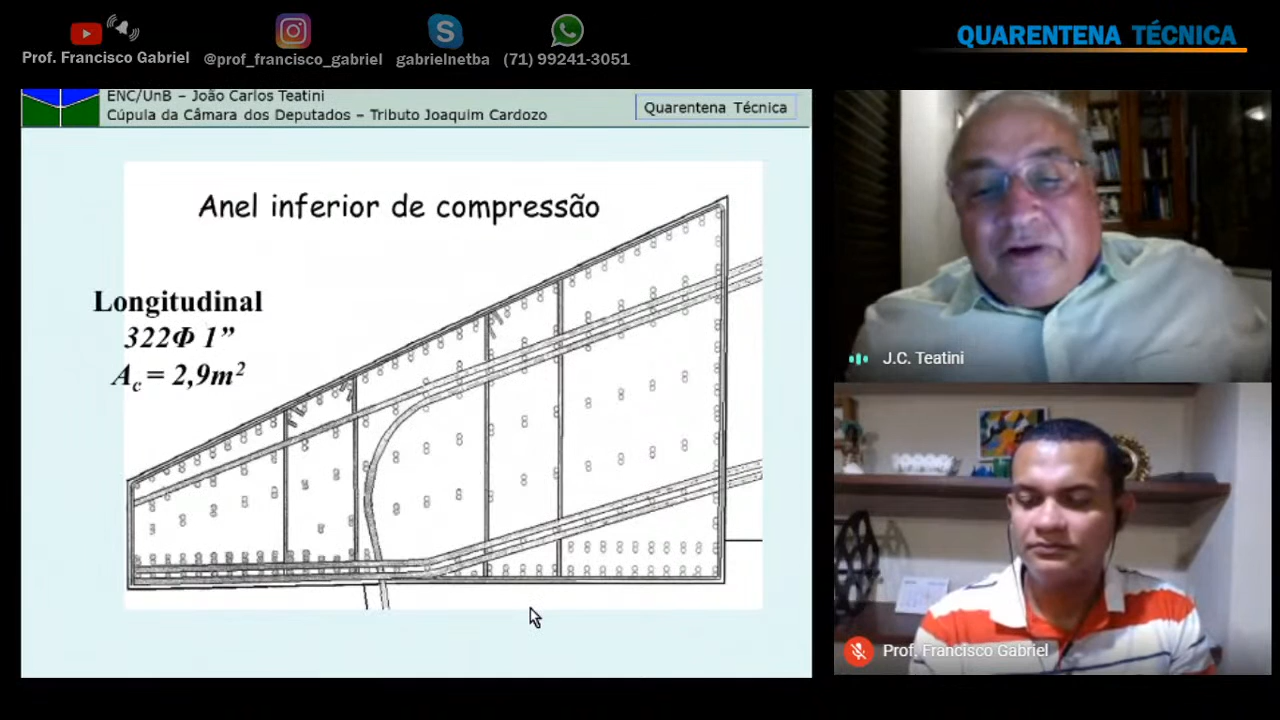 Prof. Francisco Gabriel
@prof_francisco_gabriel
gabrielnetba
(71) 99241-3051
QUARENTENA TÉCNICA
ENC/UnB – João Carlos Teatini
Cúpula da Câmara dos Deputados – Tributo Joaquim Cardozo
Quarentena Técnica
Anel inferior de compressão
Longitudinal
322Φ 1”
Ac = 2,9m²
J.C. Teatini
Prof. Francisco Gabriel